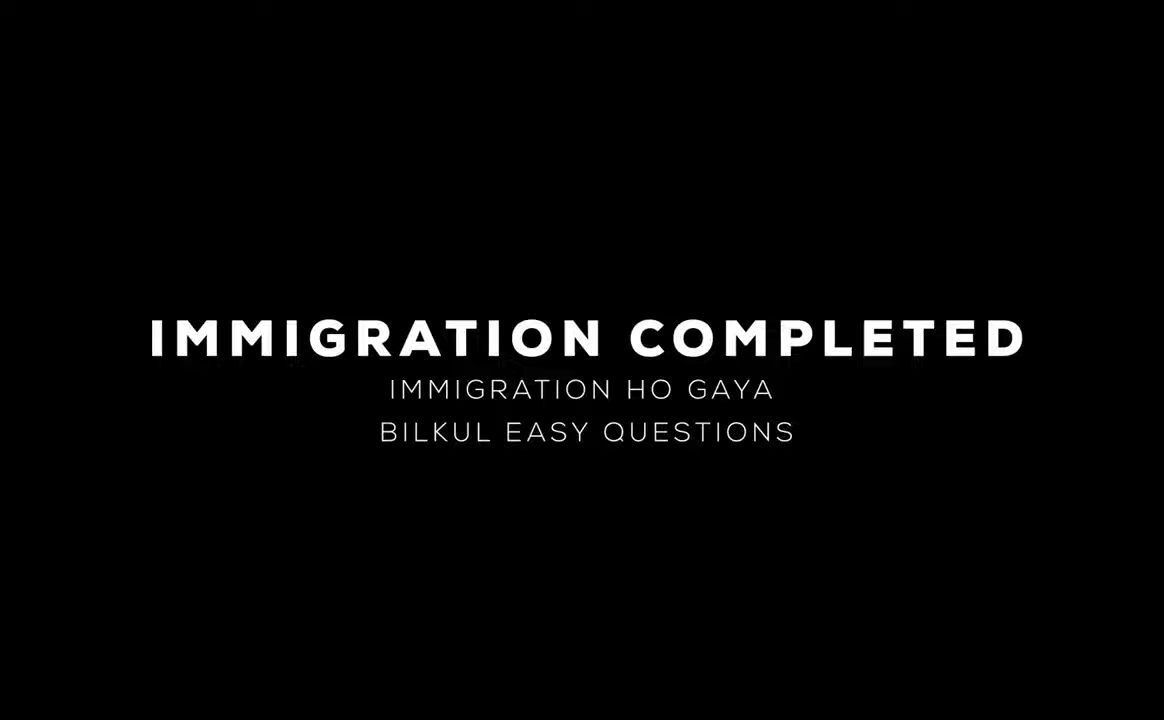 IMMIGRATION COMPLETED
IMMIGRATION HO GAYA
BILKUL EASY QUESTIONS